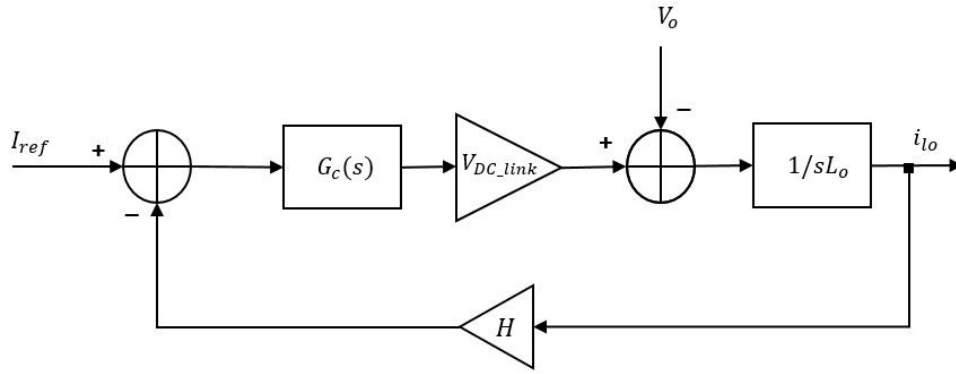 V_o
I_ref + G_c(s) V_DC_link + − 1/sL_o i_lo
−
H